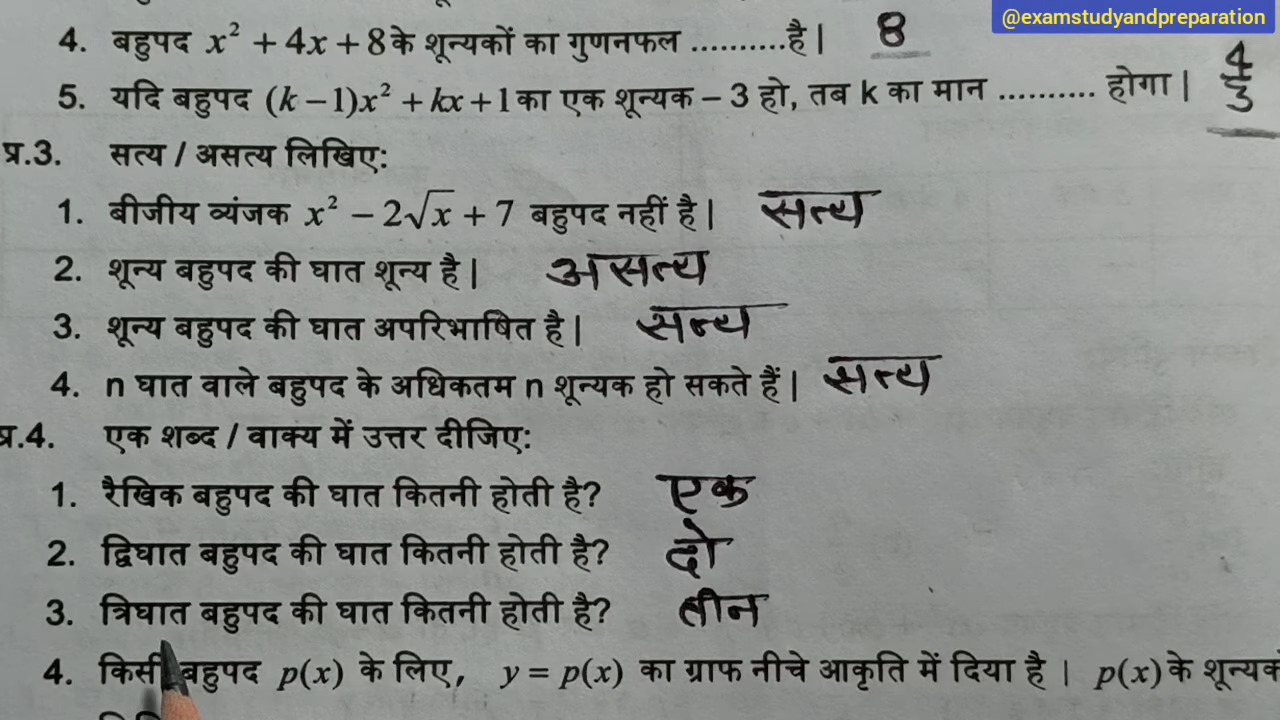 @examstudyandpreparation
4. बहुपद x² + 4x + 8 के शून्यकों का गुणनफल ..........है | 8
5. यदि बहुपद (k – 1)x² + kx + 1 का एक शून्यक – 3 हो, तब k का मान .......... होगा | 4/3
प्र.3. सत्य / असत्य लिखिए:
1. बीजीय व्यंजक x² – 2√x + 7 बहुपद नहीं है | सत्य
2. शून्य बहुपद की घात शून्य है | असत्य
3. शून्य बहुपद की घात अपरिभाषित है | सत्य
4. n घात वाले बहुपद के अधिकतम n शून्यक हो सकते हैं | सत्य
प्र.4. एक शब्द / वाक्य में उत्तर दीजिए:
1. रैखिक बहुपद की घात कितनी होती है? एक
2. द्विघात बहुपद की घात कितनी होती है? दो
3. त्रिघात बहुपद की घात कितनी होती है? तीन
4. किसी बहुपद p(x) के लिए, y = p(x) का ग्राफ नीचे आकृति में दिया है | p(x) के शून्यक